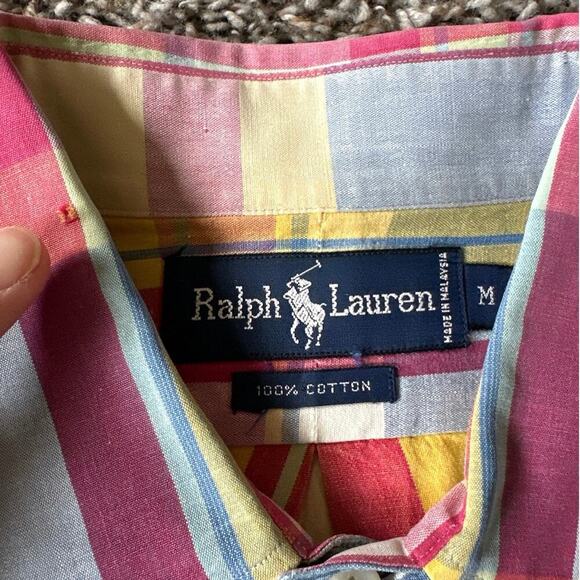 Ralph Lauren
MADE IN MALAYSIA
M
100% COTTON